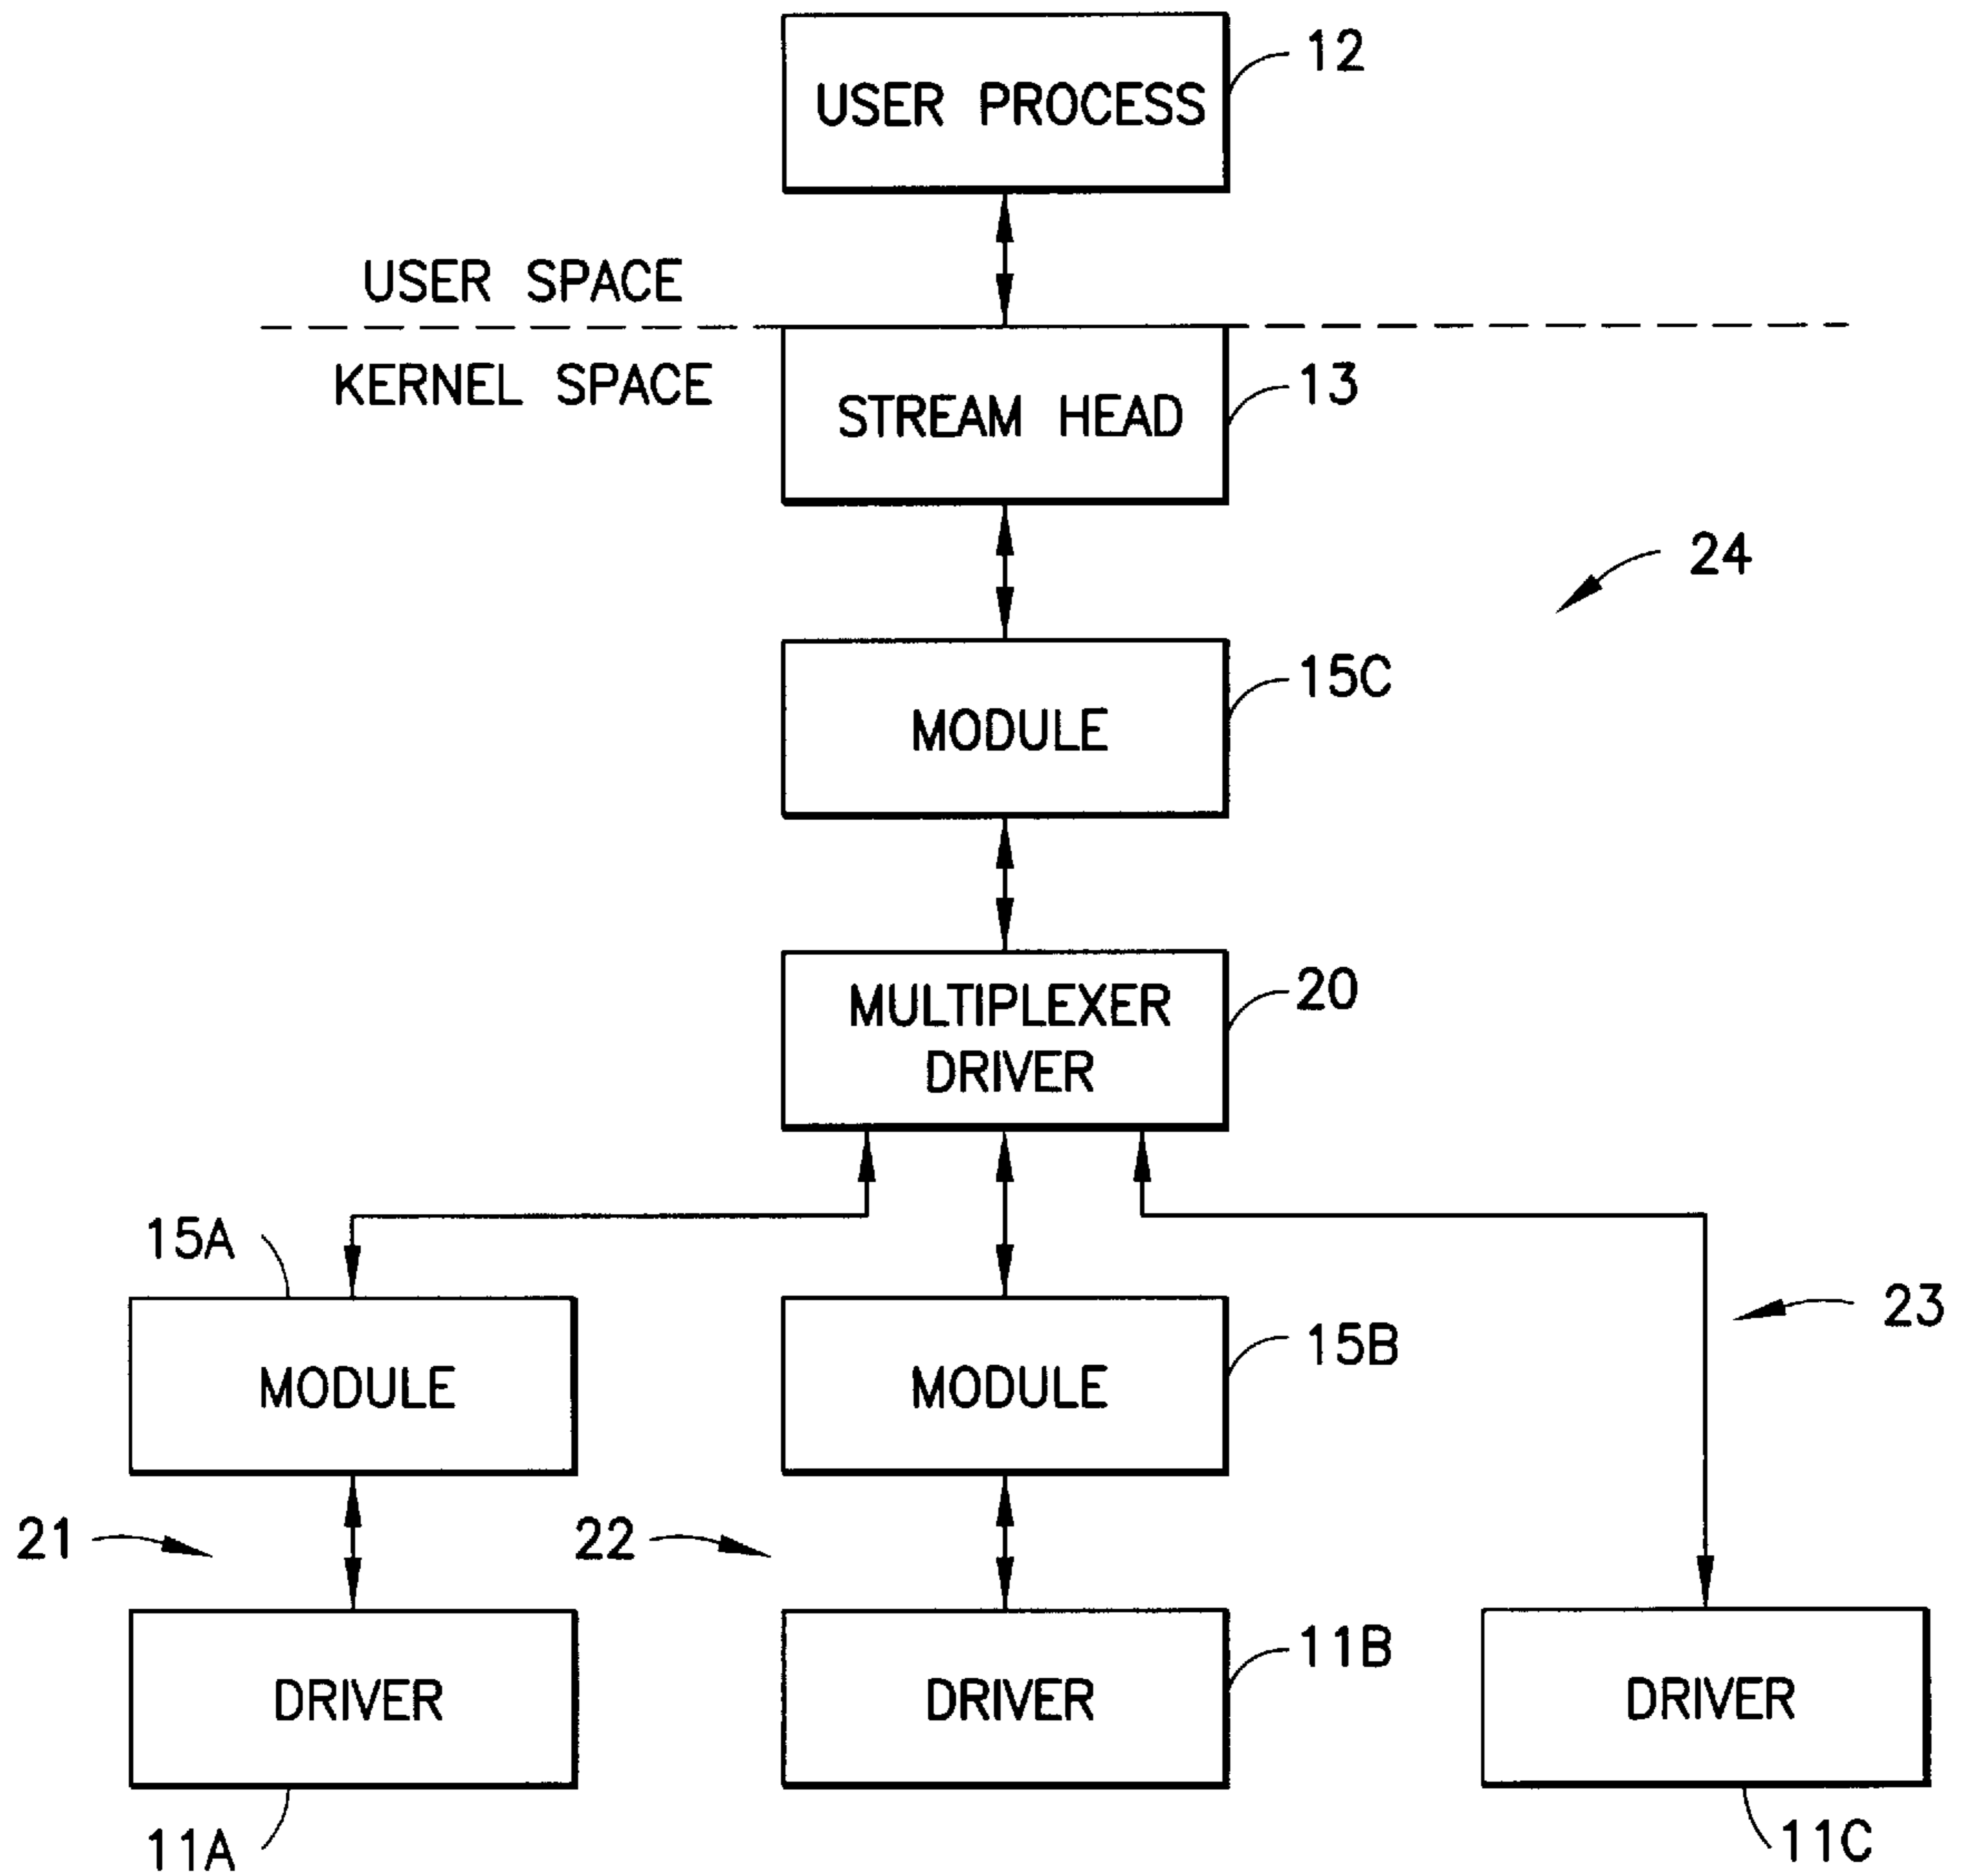 12
USER PROCESS
USER SPACE
KERNEL SPACE
13
STREAM HEAD
24
15C
MODULE
20
MULTIPLEXER
DRIVER
15A
23
15B
MODULE
MODULE
21
22
11B
DRIVER
DRIVER
DRIVER
11A
11C